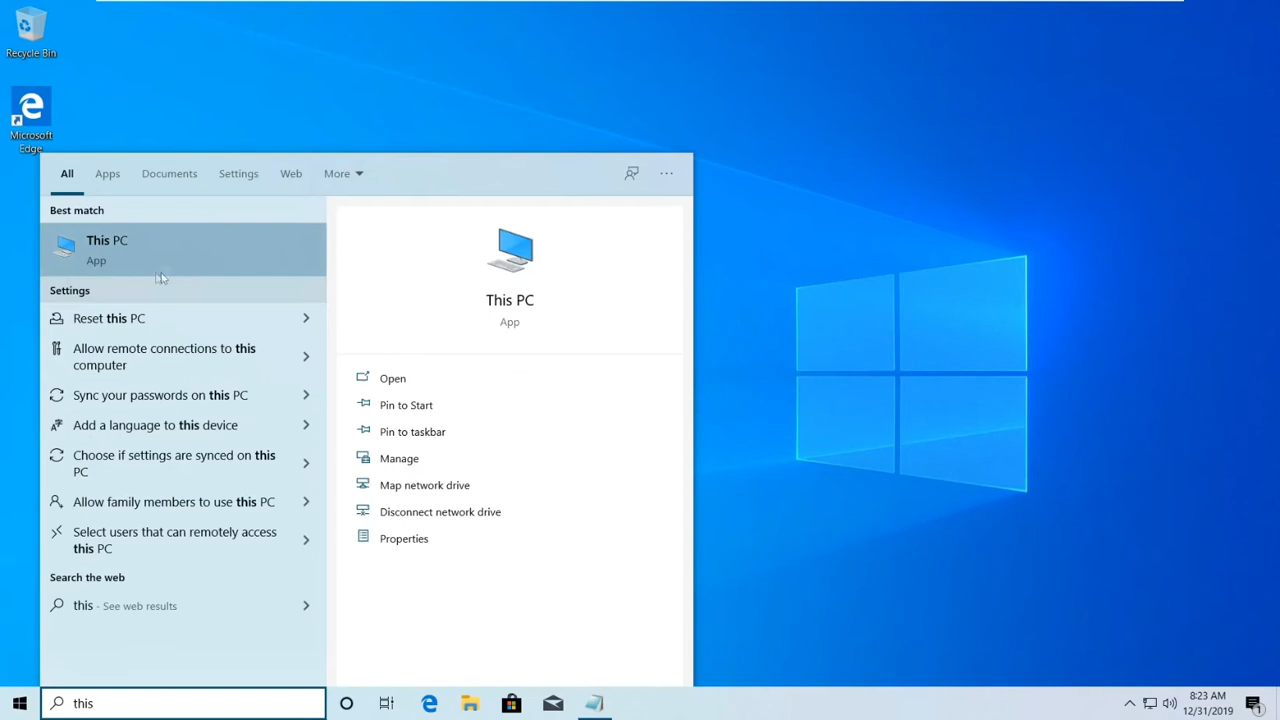 Recycle Bin
Microsoft
Edge
All
Apps
Documents
Settings
Web
More
Best match
This PC
App
Settings
Reset this PC
Allow remote connections to this
computer
Sync your passwords on this PC
Add a language to this device
Choose if settings are synced on this
PC
Allow family members to use this PC
Select users that can remotely access
this PC
Search the web
this - See web results
This PC
App
Open
Pin to Start
Pin to taskbar
Manage
Map network drive
Disconnect network drive
Properties
this
8:23 AM
12/31/2019
1